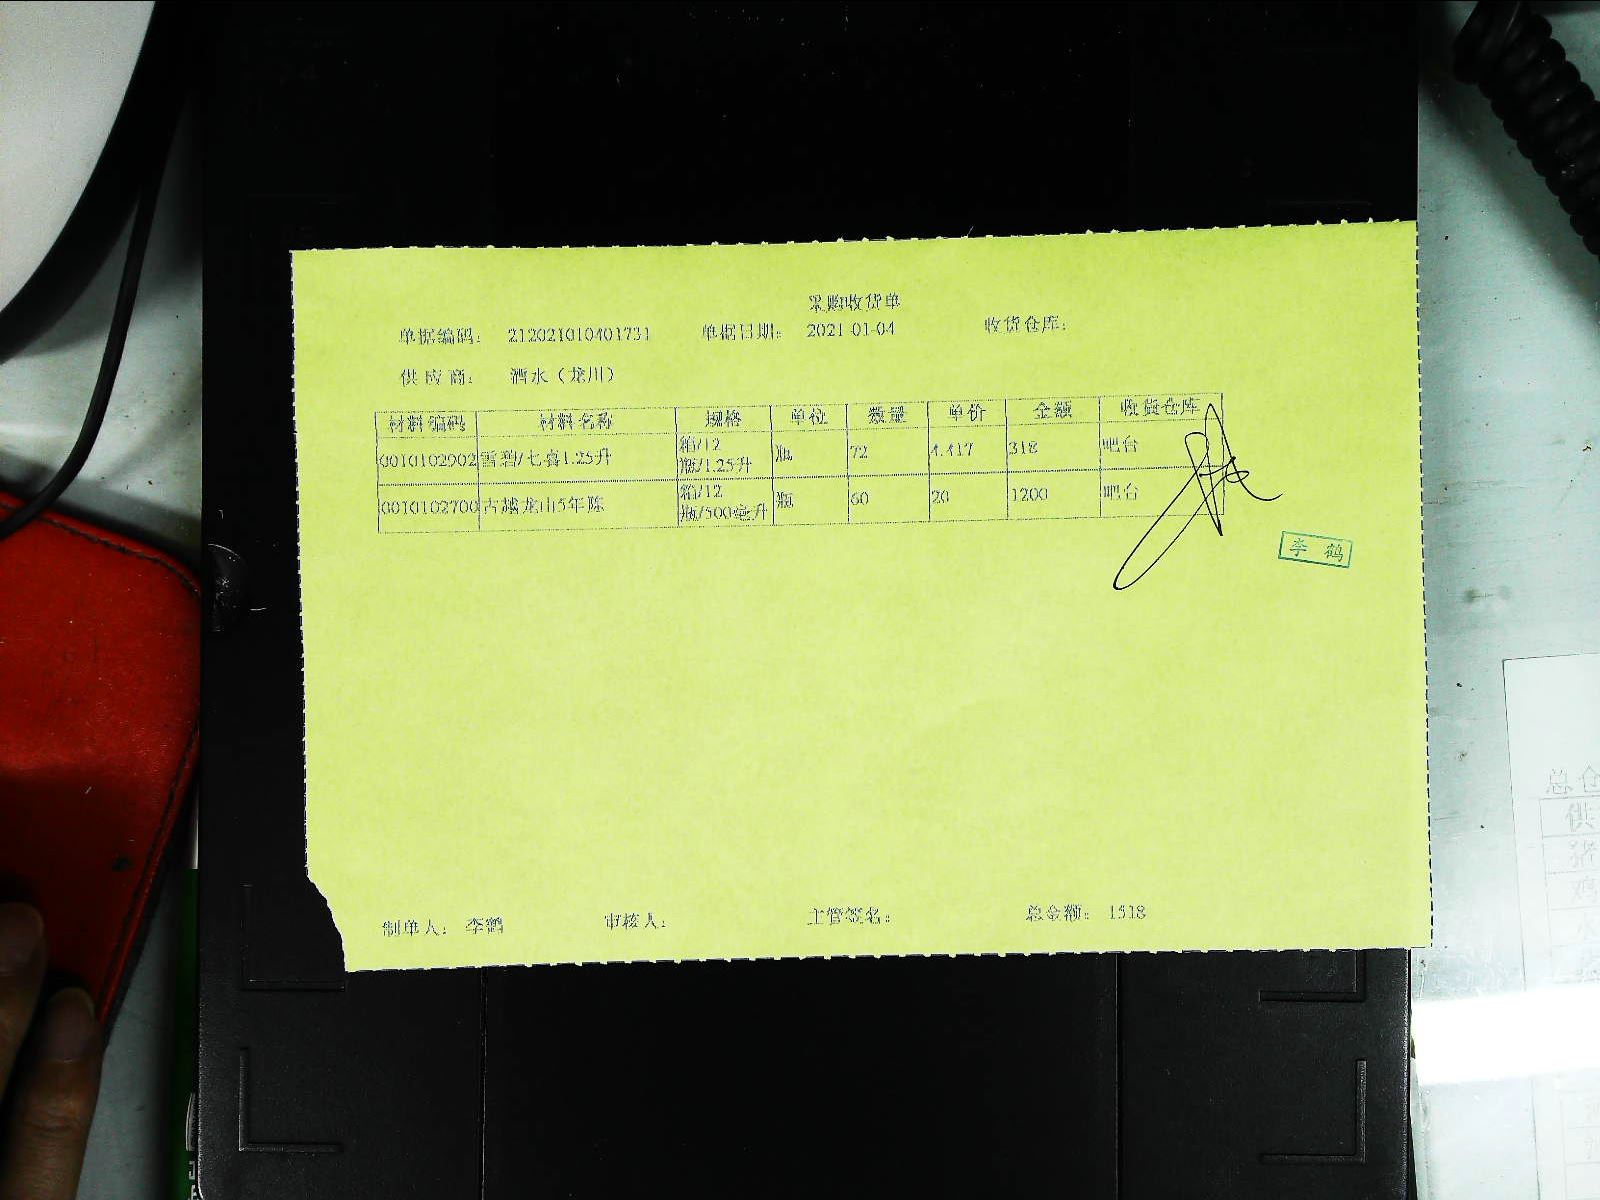 采购收货单
单据编码： 212021010401731 单据日期： 2021-01-04 收货仓库：
供应商： 酒水（龙川）
材料编码 材料名称 规格 单位 数量 单价 金额 收货仓库
0010102902 雪碧/七喜1.25升 箱/12瓶/1.25升 瓶 72 4.417 318 吧台
0010102700 古越龙山5年陈 箱/12瓶/500毫升 瓶 60 20 1200 吧台
李鹤
制单人： 李鹤 审核人： 主管签名： 总金额： 1518
总仓
供
猪
鸡